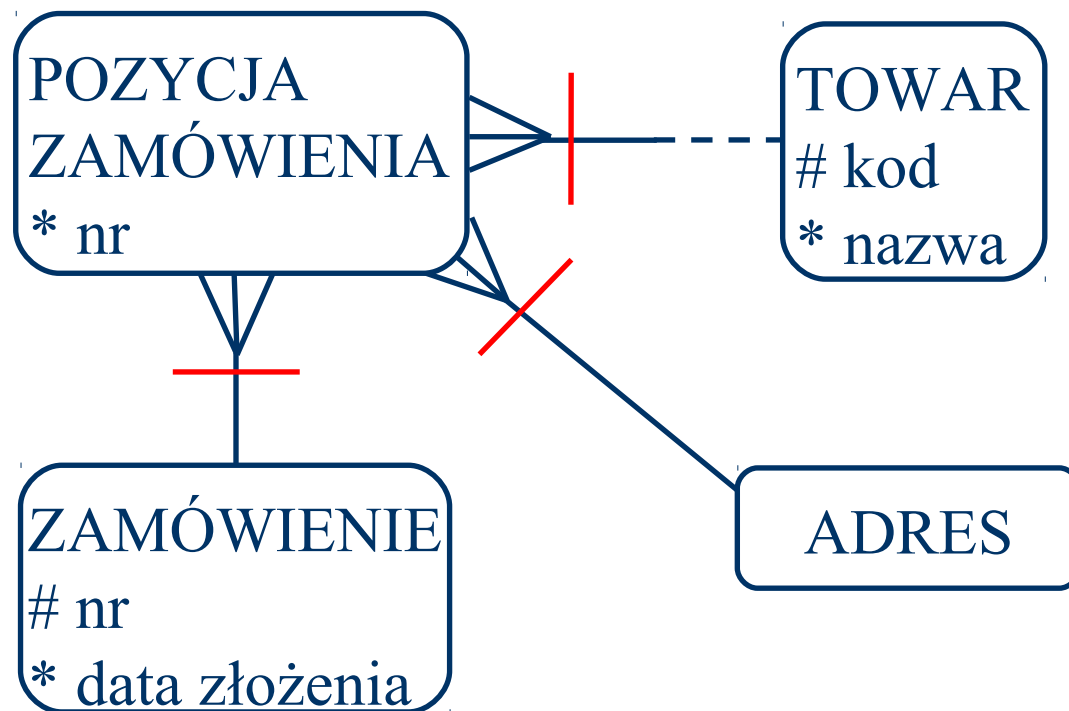 POZYCJA
ZAMÓWIENIA
* nr
TOWAR
# kod
* nazwa
ZAMÓWIENIE
# nr
* data złożenia
ADRES